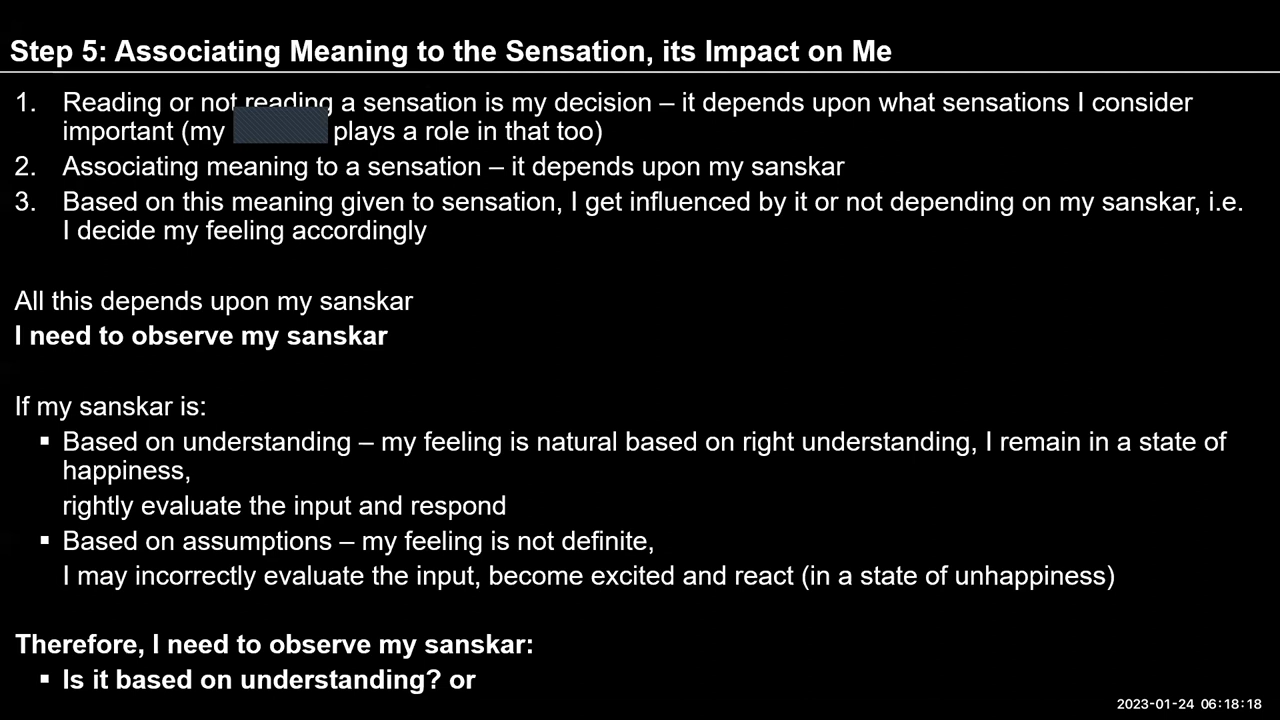 Step 5: Associating Meaning to the Sensation, its Impact on Me
1. Reading or not reading a sensation is my decision – it depends upon what sensations I consider
important (my plays a role in that too)
2. Associating meaning to a sensation – it depends upon my sanskar
3. Based on this meaning given to sensation, I get influenced by it or not depending on my sanskar, i.e.
I decide my feeling accordingly
All this depends upon my sanskar
I need to observe my sanskar
If my sanskar is:
▪ Based on understanding – my feeling is natural based on right understanding, I remain in a state of
happiness,
rightly evaluate the input and respond
▪ Based on assumptions – my feeling is not definite,
I may incorrectly evaluate the input, become excited and react (in a state of unhappiness)
Therefore, I need to observe my sanskar:
▪ Is it based on understanding? or
2023-01-24 06:18:18